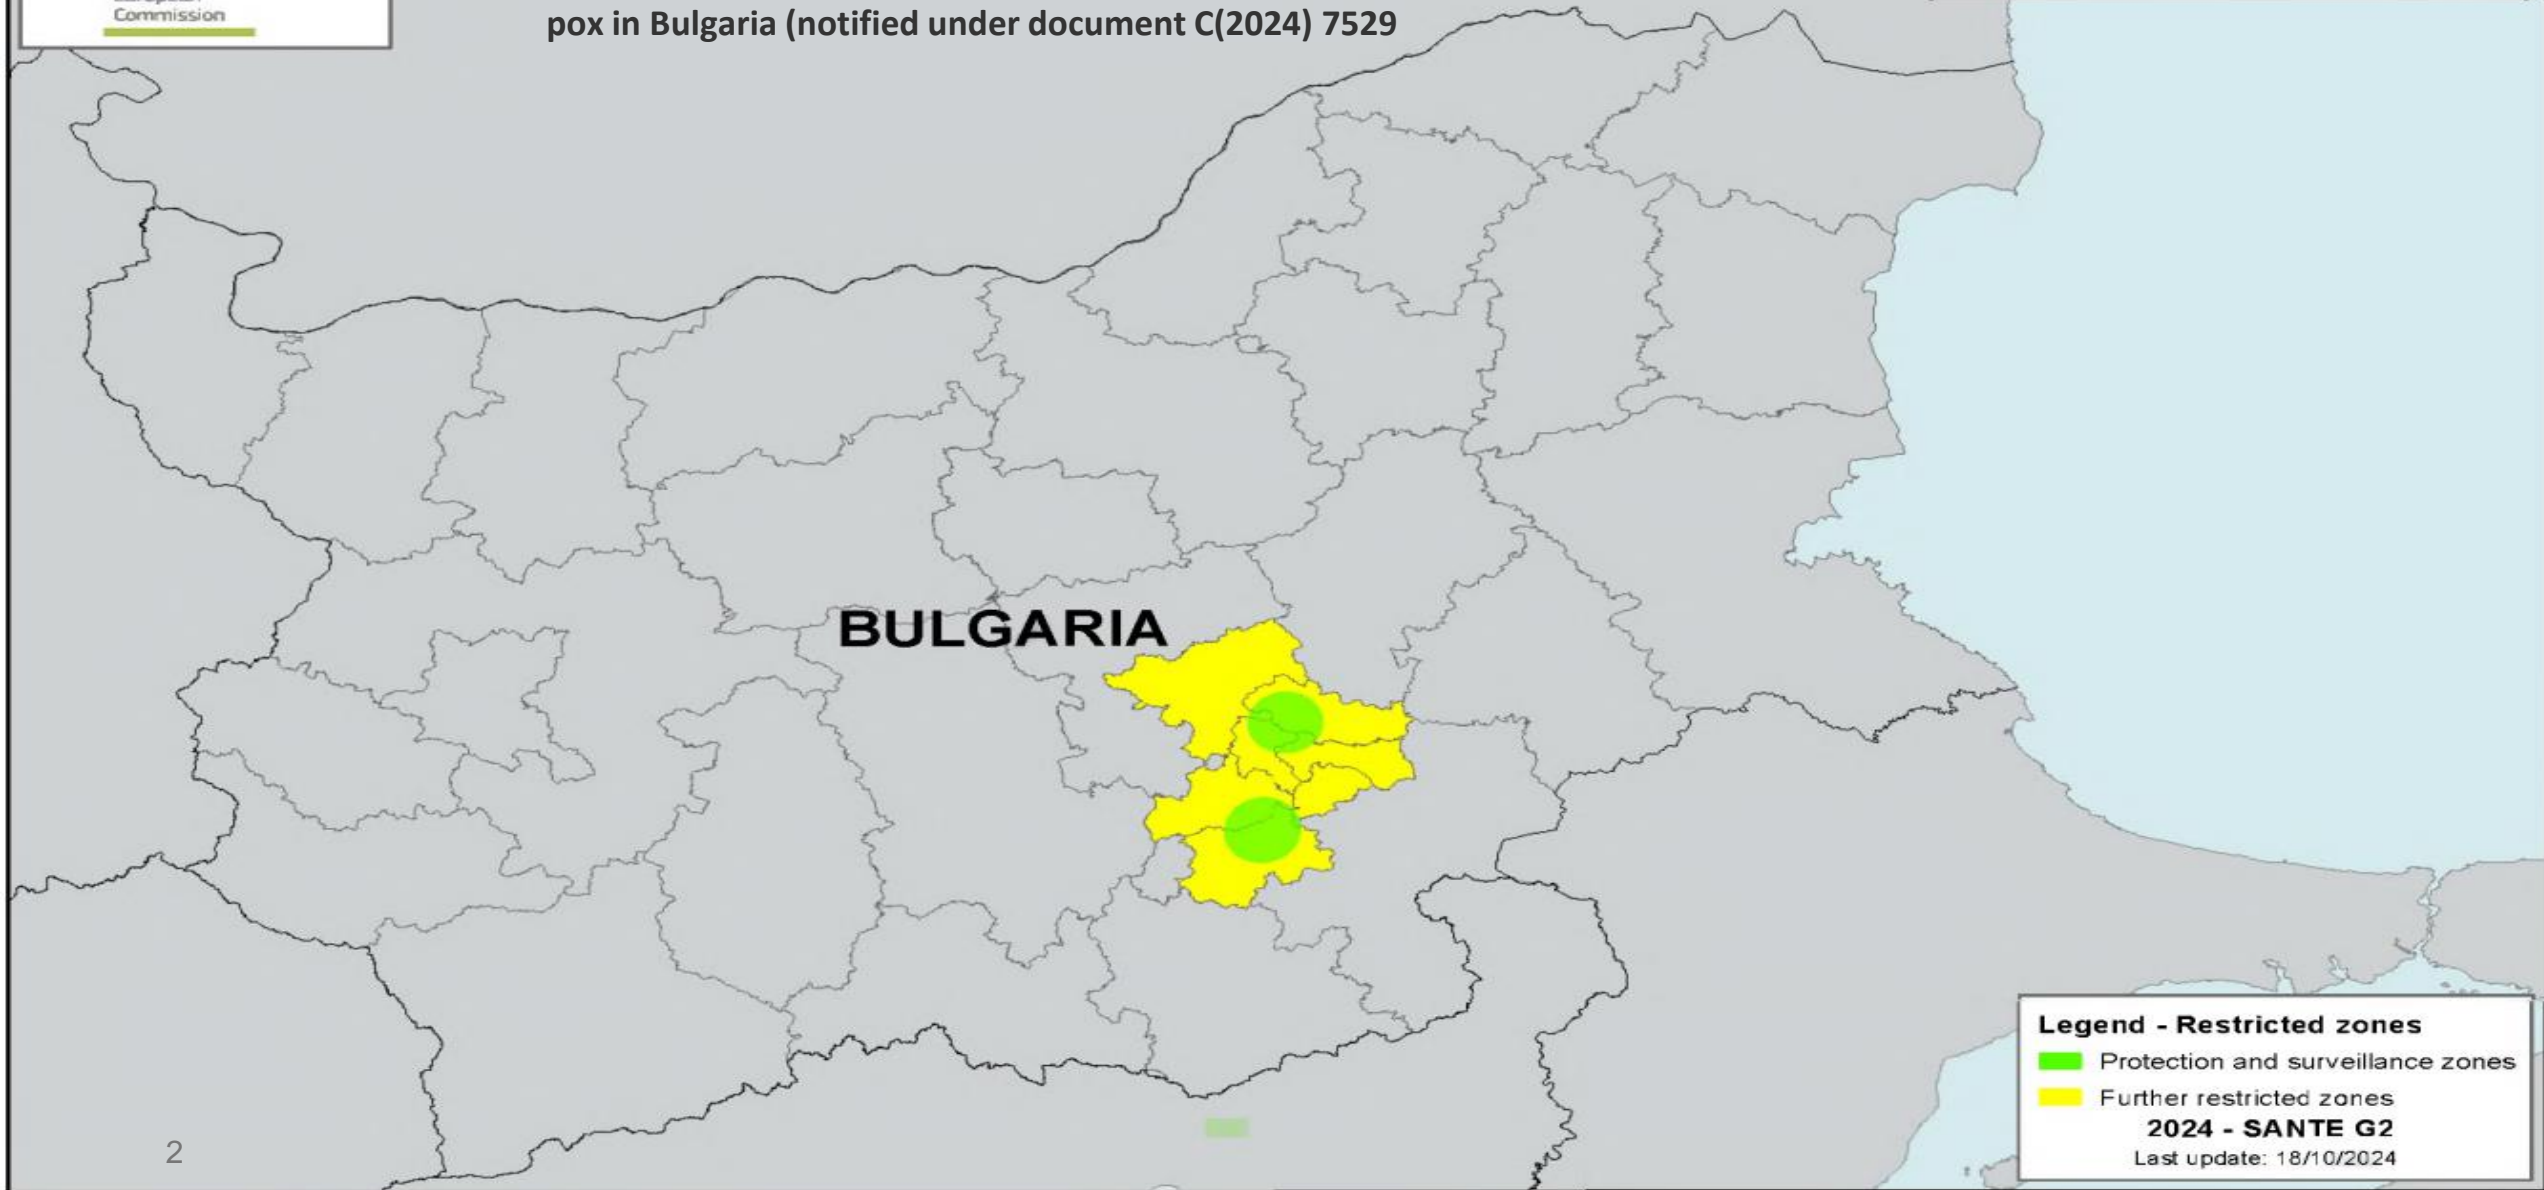 Commission
pox in Bulgaria (notified under document C(2024) 7529
BULGARIA
Legend - Restricted zones
Protection and surveillance zones
Further restricted zones
2024 - SANTE G2
Last update: 18/10/2024
2